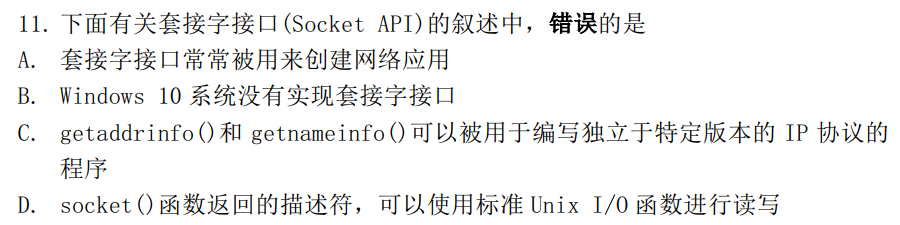 11. 下面有关套接字接口(Socket API)的叙述中，错误的是
A. 套接字接口常常被用来创建网络应用
B. Windows 10 系统没有实现套接字接口
C. getaddrinfo()和 getnameinfo()可以被用于编写独立于特定版本的 IP 协议的
程序
D. socket()函数返回的描述符，可以使用标准 Unix I/O 函数进行读写